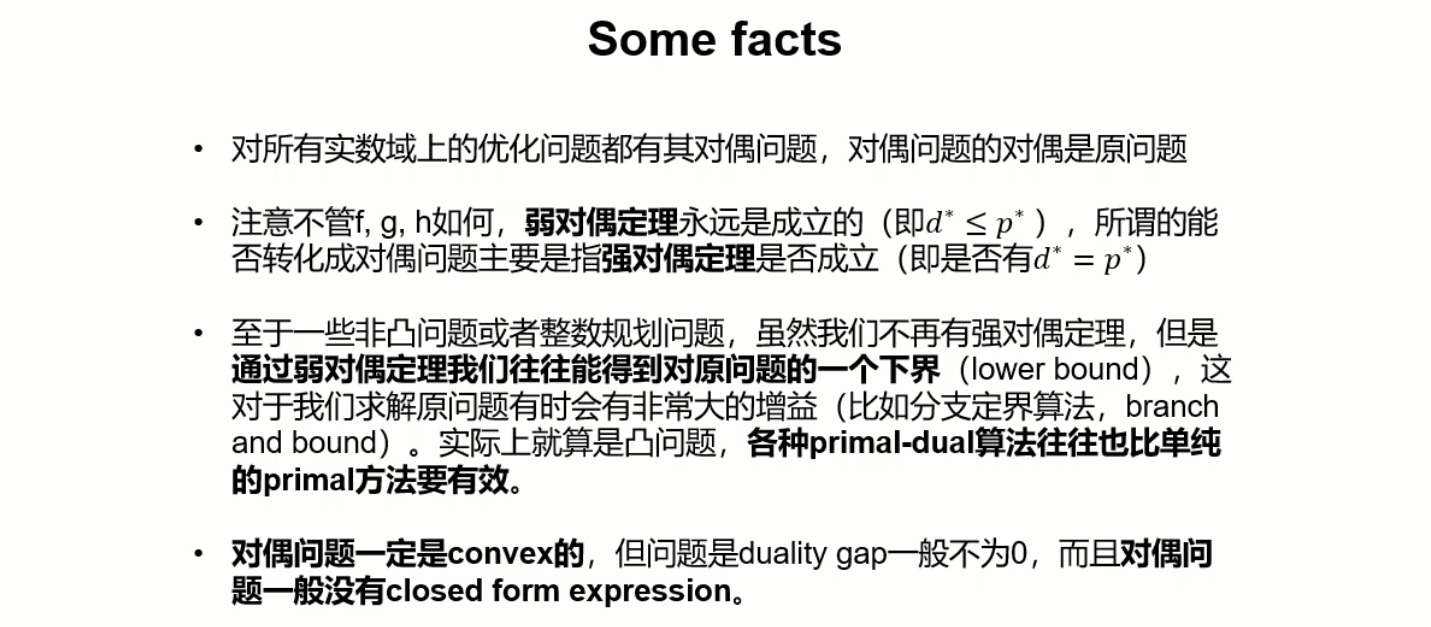 Some facts
• 对所有实数域上的优化问题都有其对偶问题，对偶问题的对偶是原问题
• 注意不管f, g, h如何，弱对偶定理永远是成立的（即d* ≤ p* ），所谓的能
否转化成对偶问题主要是指强对偶定理是否成立（即是否有d* = p*）
• 至于一些非凸问题或者整数规划问题，虽然我们不再有强对偶定理，但是
通过弱对偶定理我们往往能得到对原问题的一个下界（lower bound），这
对于我们求解原问题有时会有非常大的增益（比如分支定界算法，branch
and bound）。实际上就算是凸问题，各种primal-dual算法往往也比单纯
的primal方法要有效。
• 对偶问题一定是convex的，但问题是duality gap一般不为0，而且对偶问
题一般没有closed form expression。